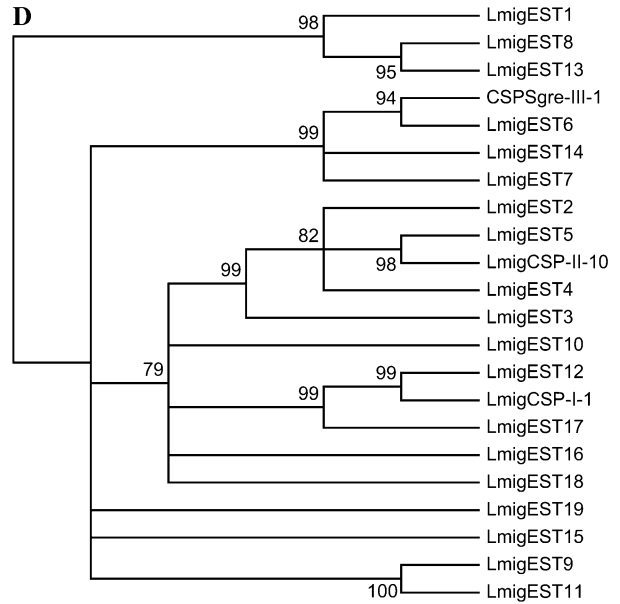 D
98
LmigEST1
LmigEST8
95
LmigEST13
94
CSPSgre-III-1
99
LmigEST6
LmigEST14
LmigEST7
LmigEST2
82
LmigEST5
98
LmigCSP-II-10
99
LmigEST4
LmigEST3
LmigEST10
79
99
LmigEST12
99
LmigCSP-I-1
LmigEST17
LmigEST16
LmigEST18
LmigEST19
LmigEST15
LmigEST9
100
LmigEST11